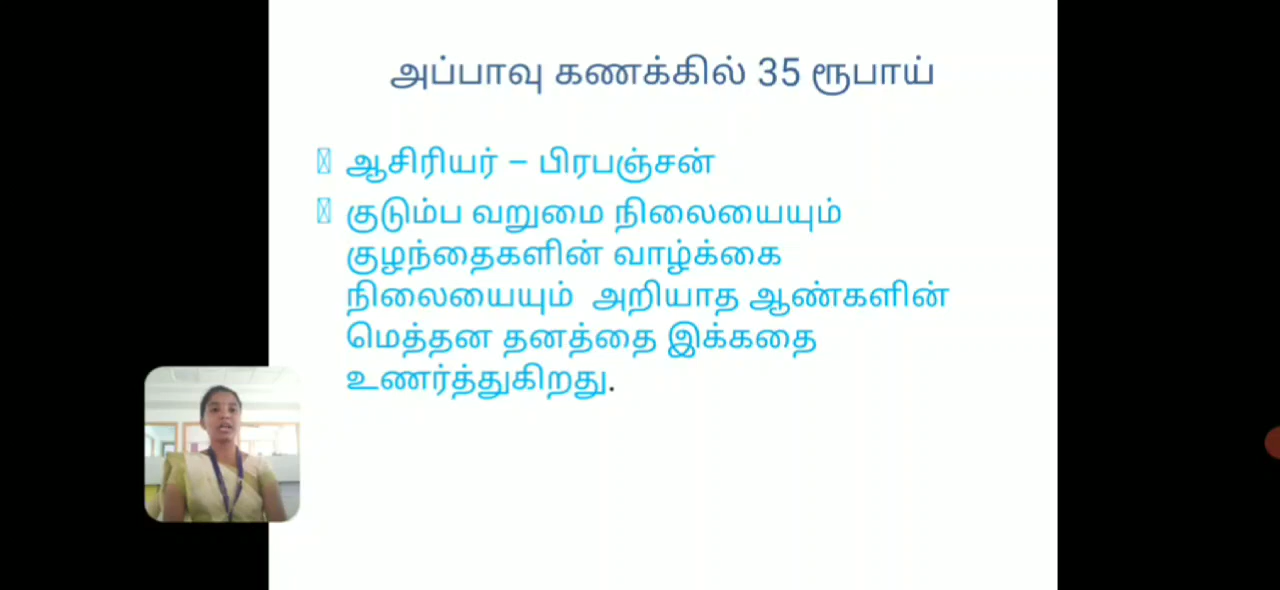 அப்பாவு கணக்கில் 35 ரூபாய்
ஆசிரியர் – பிரபஞ்சன்
குடும்ப வறுமை நிலையையும்
குழந்தைகளின் வாழ்க்கை
நிலையையும் அறியாத ஆண்களின்
மெத்தன தனத்தை இக்கதை
உணர்த்துகிறது.